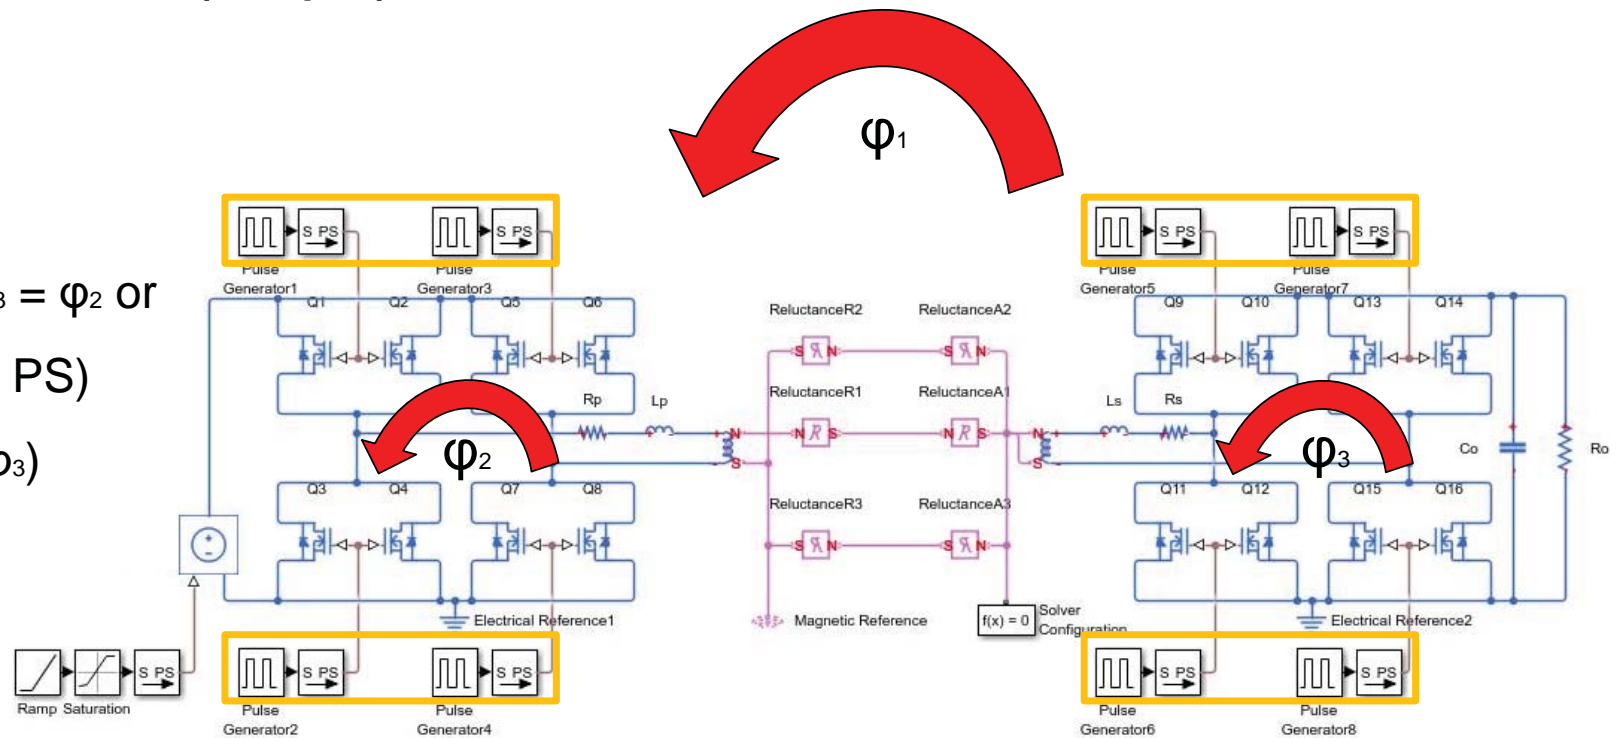 φ₁
₃ = φ₂ or
PS)
φ₃)
S PS
S PS
S PS
S PS
Pulse Generator1
Pulse Generator3
Pulse Generator5
Pulse Generator7
Q1 Q2 Q5 Q6
Q9 Q10 Q13 Q14
ReluctanceR2 ReluctanceA2
S R N S R N
ReluctanceR1 ReluctanceA1
N R S N R S
ReluctanceR3 ReluctanceA3
S R N S R N
Rp Lp
N
S
Ls Rs
N
S
φ₂
φ₃
Co
Ro
Q3 Q4 Q7 Q8
Q11 Q12 Q15 Q16
+
-
Electrical Reference1
Magnetic Reference
f(x) = 0
Solver Configuration
Electrical Reference2
Ramp
Saturation
S PS
S PS
S PS
S PS
S PS
Pulse Generator2
Pulse Generator4
Pulse Generator6
Pulse Generator8